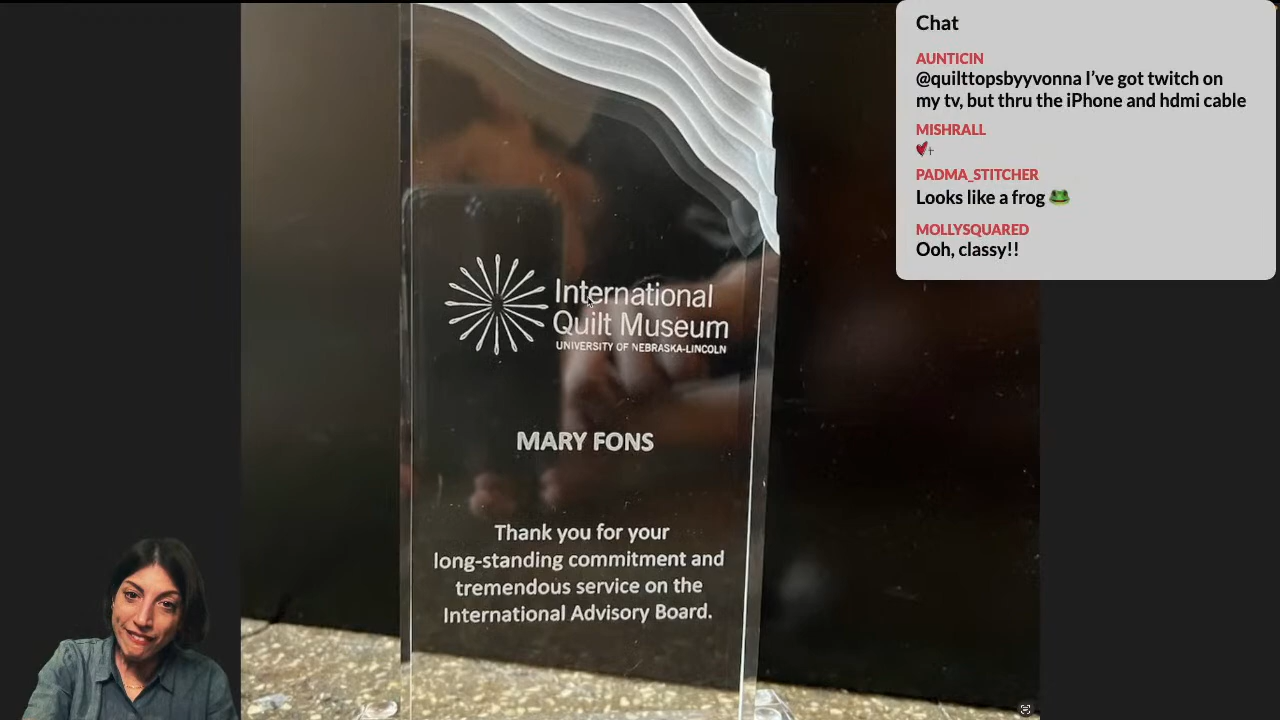 Chat
AUNTICIN
@quilttopsbyyvonna I’ve got twitch on
my tv, but thru the iPhone and hdmi cable
MISHRALL
PADMA_STITCHER
Looks like a frog 🐸
MOLLYSQUARED
Ooh, classy!!
International
Quilt Museum
UNIVERSITY OF NEBRASKA-LINCOLN
MARY FONS
Thank you for your
long-standing commitment and
tremendous service on the
International Advisory Board.